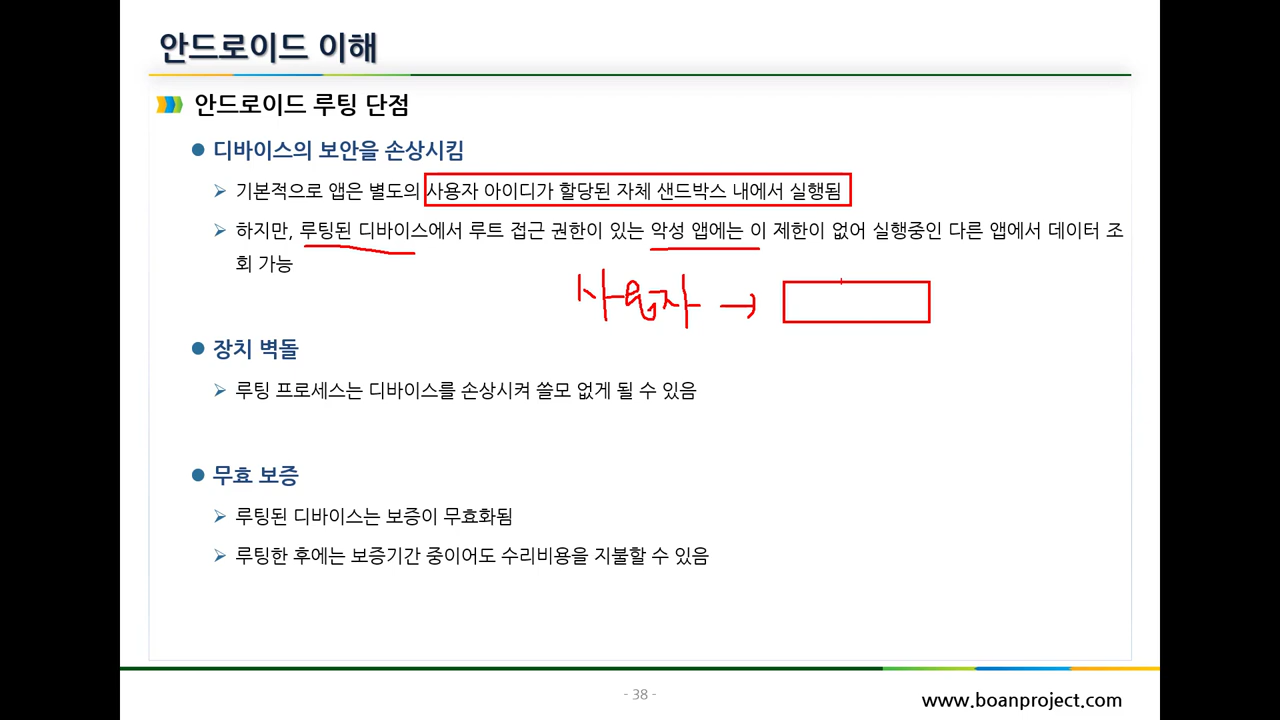 안드로이드 이해
안드로이드 루팅 단점
디바이스의 보안을 손상시킴
기본적으로 앱은 별도의 사용자 아이디가 할당된 자체 샌드박스 내에서 실행됨
하지만, 루팅된 디바이스에서 루트 접근 권한이 있는 악성 앱에는 이 제한이 없어 실행중인 다른 앱에서 데이터 조
회 가능
사용자 →
장치 벽돌
루팅 프로세스는 디바이스를 손상시켜 쓸모 없게 될 수 있음
무효 보증
루팅된 디바이스는 보증이 무효화됨
루팅한 후에는 보증기간 중이어도 수리비용을 지불할 수 있음
- 38 -
www.boanproject.com